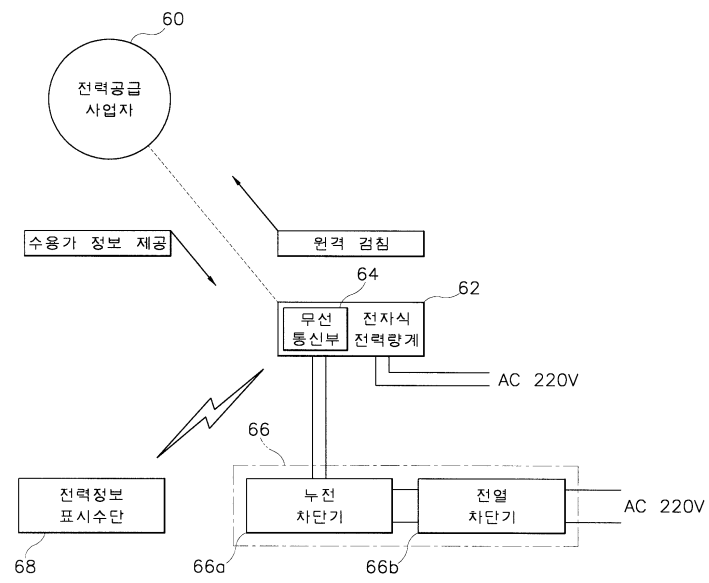 60
전력공급
사업자
수용가 정보 제공
원격 검침
64
62
무선
통신부
전자식
전력량계
AC 220V
66
전력정보
표시수단
누전
차단기
전열
차단기
AC 220V
68
66a
66b